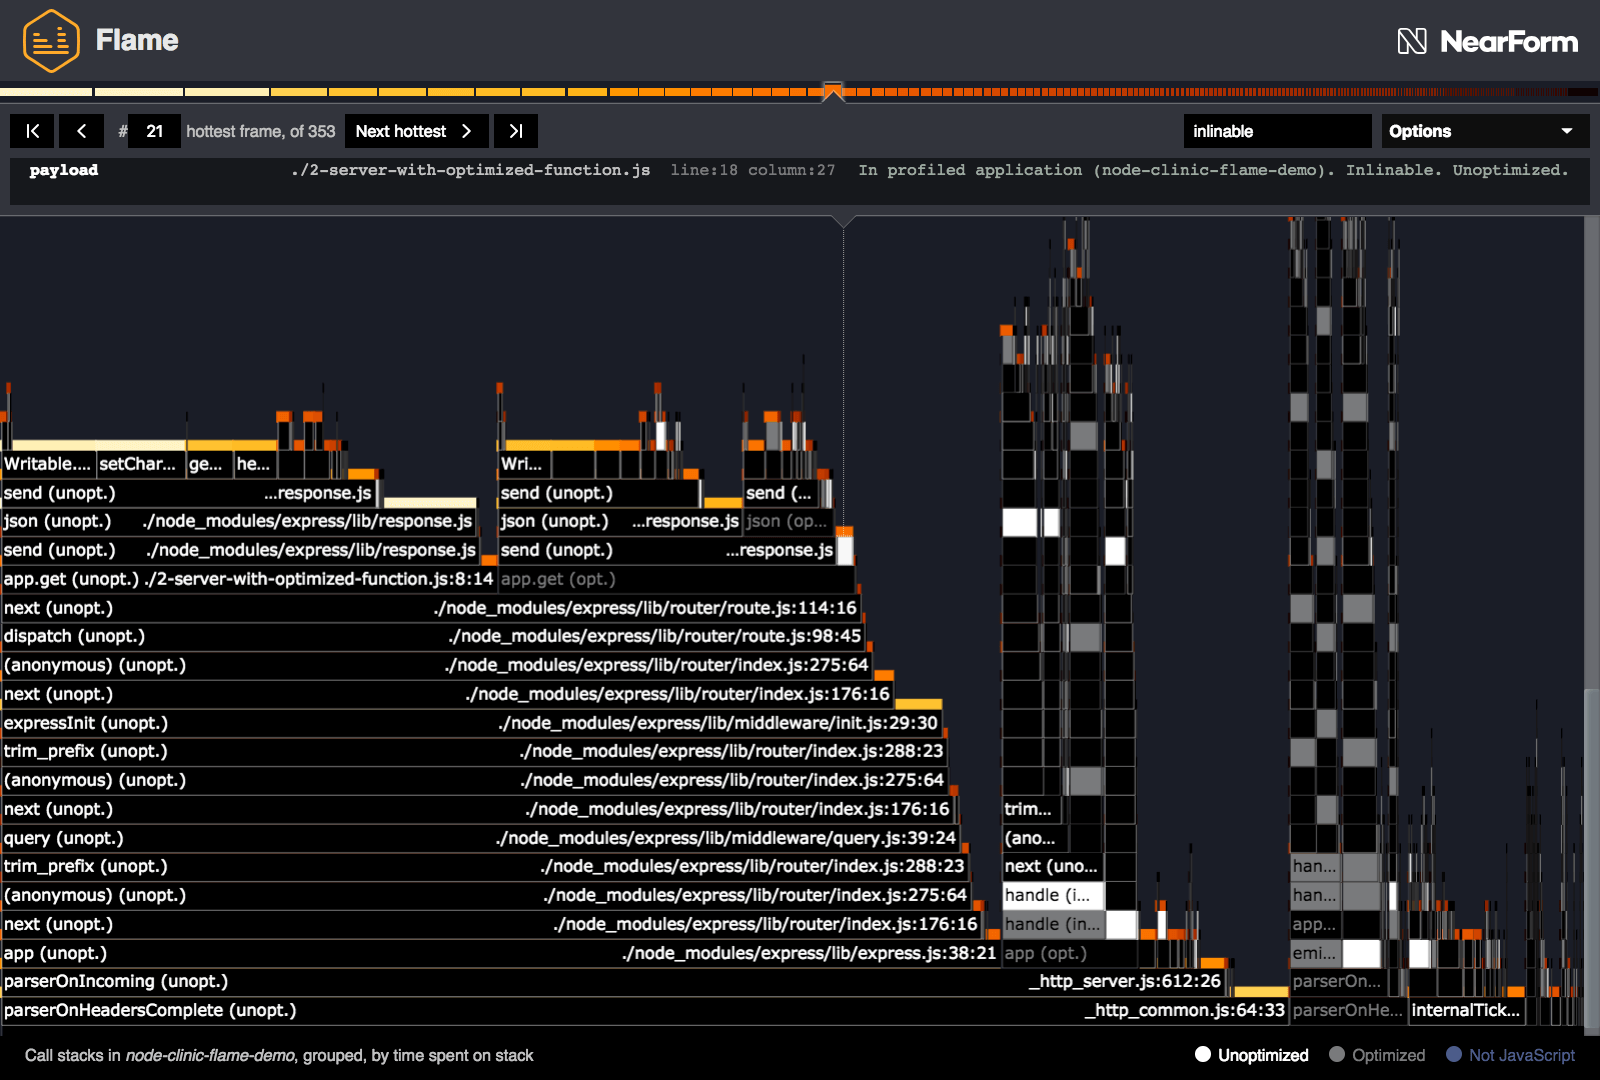 Flame
NearForm
# 21 hottest frame, of 353 Next hottest inlinable Options
payload ./2-server-with-optimized-function.js line:18 column:27 In profiled application (node-clinic-flame-demo). Inlinable. Unoptimized.
Writable.... setChar... ge... he... Wri...
send (unopt.) ...response.js send (unopt.) send (...
json (unopt.) ./node_modules/express/lib/response.js json (unopt.) ...response.js json (op...
send (unopt.) ./node_modules/express/lib/response.js send (unopt.) ...response.js
app.get (unopt.) ./2-server-with-optimized-function.js:8:14 app.get (opt.)
next (unopt.) ./node_modules/express/lib/router/route.js:114:16
dispatch (unopt.) ./node_modules/express/lib/router/route.js:98:45
(anonymous) (unopt.) ./node_modules/express/lib/router/index.js:275:64
next (unopt.) ./node_modules/express/lib/router/index.js:176:16
expressInit (unopt.) ./node_modules/express/lib/middleware/init.js:29:30
trim_prefix (unopt.) ./node_modules/express/lib/router/index.js:288:23
(anonymous) (unopt.) ./node_modules/express/lib/router/index.js:275:64
next (unopt.) ./node_modules/express/lib/router/index.js:176:16 trim...
query (unopt.) ./node_modules/express/lib/middleware/query.js:39:24 (ano...
trim_prefix (unopt.) ./node_modules/express/lib/router/index.js:288:23 next (uno... han...
(anonymous) (unopt.) ./node_modules/express/lib/router/index.js:275:64 handle (i... han...
next (unopt.) ./node_modules/express/lib/router/index.js:176:16 handle (in... app...
app (unopt.) ./node_modules/express/lib/express.js:38:21 app (opt.) emi...
parserOnIncoming (unopt.) _http_server.js:612:26 parserOn...
parserOnHeadersComplete (unopt.) _http_common.js:64:33 parserOnHe... internalTick...
Call stacks in node-clinic-flame-demo, grouped, by time spent on stack Unoptimized Optimized Not JavaScript